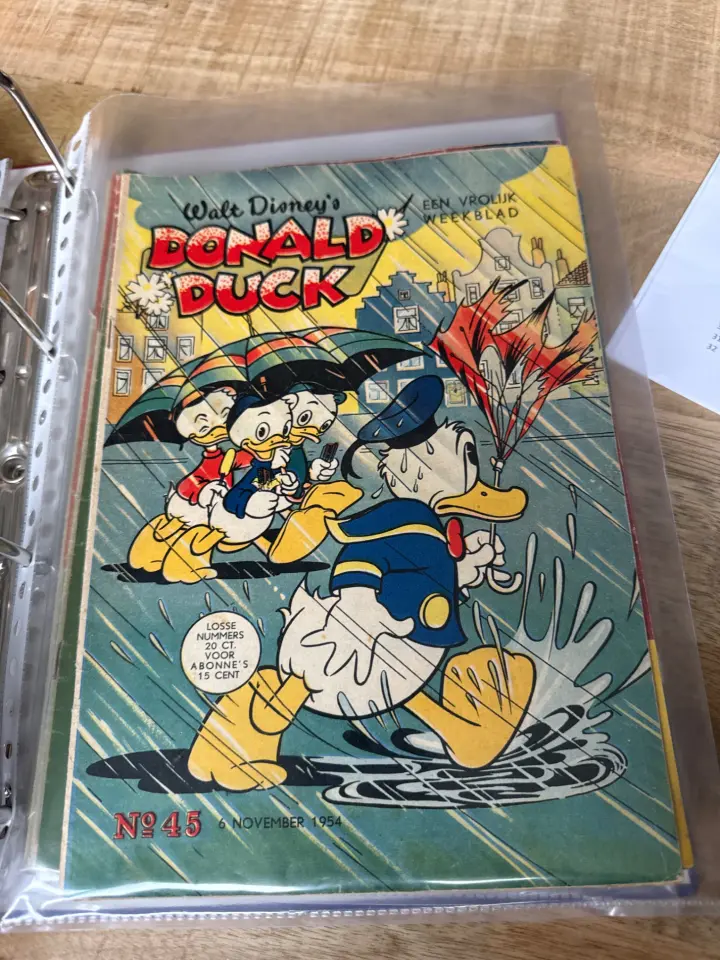 Walt Disney's
DONALD
DUCK
EEN VROLIJK
WEEKBLAD
LOSSE
NUMMERS
20 CT.
VOOR
ABONNE'S
15 CENT
Nº 45
6 NOVEMBER 1954
32